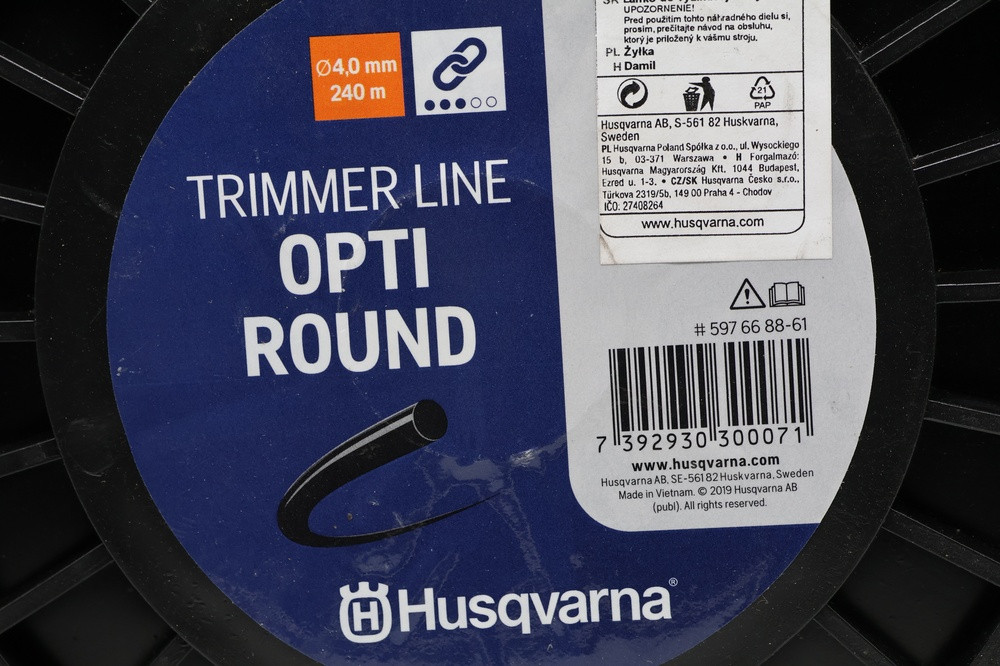 Ø4,0 mm
240 m
TRIMMER LINE
OPTI
ROUND
Husqvarna®
UPOZORNENIE!
Pred použitím tohto náhradného dielu si,
prosím, prečítajte návod na obsluhu,
ktorý je priložený k vášmu stroju,
PL Żyłka
H Damil
21
PAP
Husqvarna AB, S-561 82 Huskvarna,
Sweden
PL Husqvarna Poland Spółka z o.o., ul. Wysockiego
15 b, 03-371 Warszawa • H Forgalmazó:
Husqvarna Magyarország Kft. 1044 Budapest,
Ezred u. 1-3. • CZ/SK Husqvarna Česko s.r.o.,
Türkova 2319/5b, 149 00 Praha 4 - Chodov
IČO: 27408264
www.husqvarna.com
# 597 66 88-61
7 392930 300071
www.husqvarna.com
Husqvarna AB, SE-561 82 Huskvarna, Sweden
Made in Vietnam. © 2019 Husqvarna AB
(publ). All rights reserved.